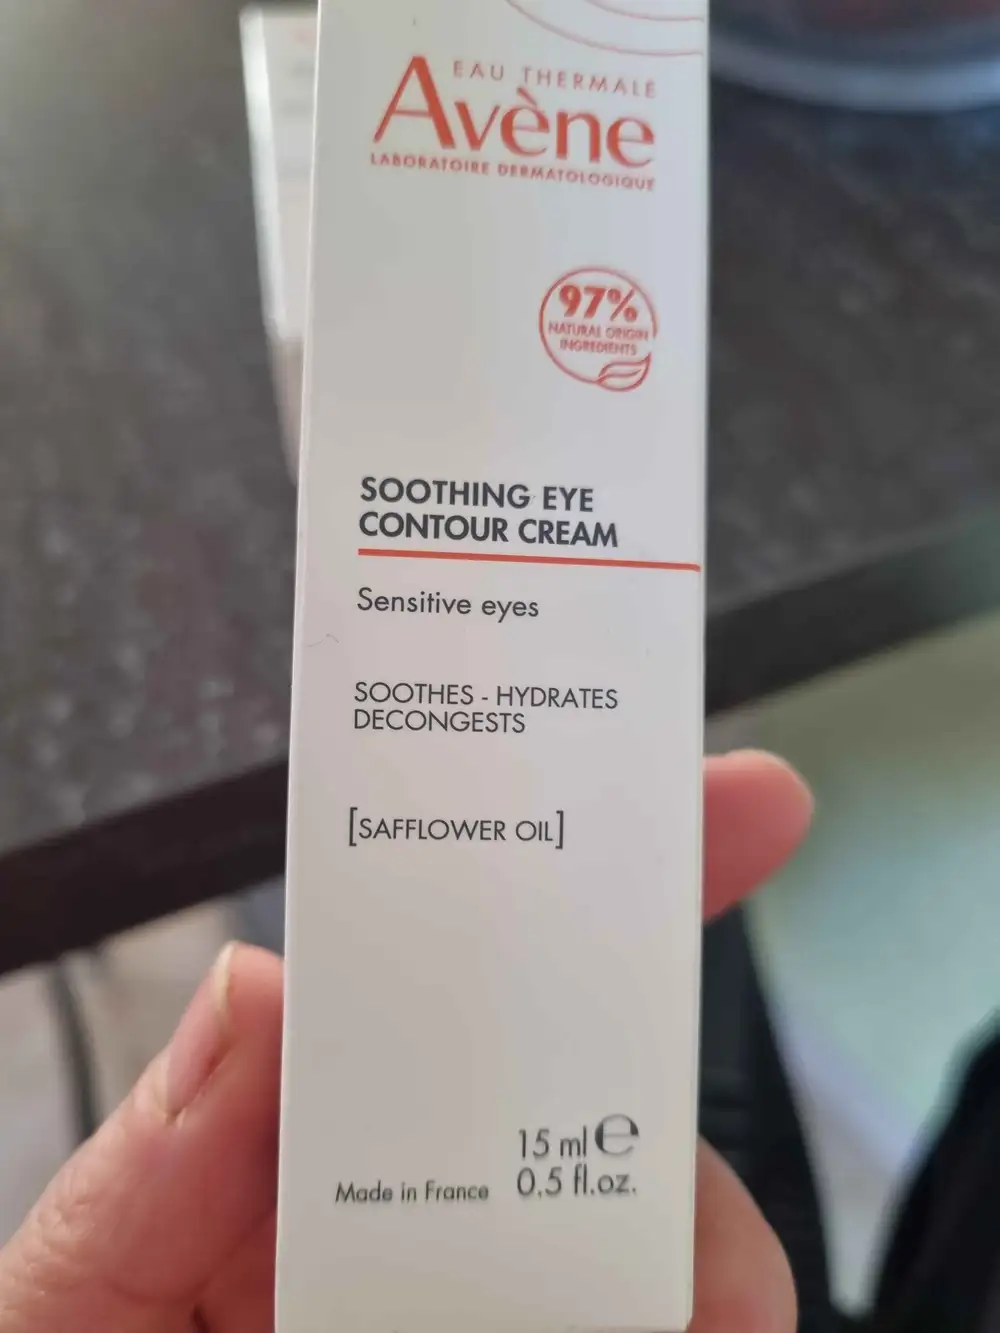 EAU THERMALE
Avène
LABORATOIRE DERMATOLOGIQUE
97%
NATURAL ORIGIN
INGREDIENTS
SOOTHING EYE
CONTOUR CREAM
Sensitive eyes
SOOTHES - HYDRATES
DECONGESTS
[SAFFLOWER OIL]
15 ml e
Made in France 0.5 fl.oz.